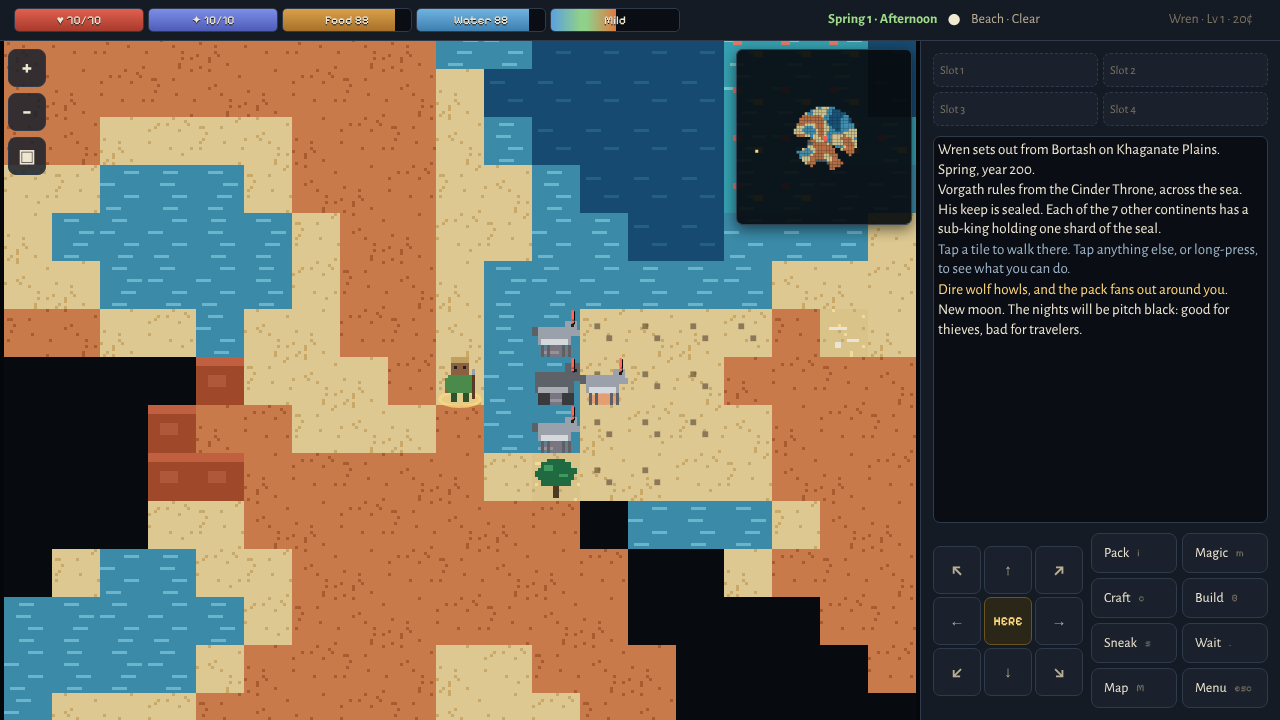 ♥ 70/70
✦ 10/10
Food 88
Water 88
Mild
Spring 1 · Afternoon
Beach · Clear
Wren · Lv 1 · 20¢
+
-
Slot 1
Slot 2
Slot 3
Slot 4
Wren sets out from Bortash on Khaganate Plains.
Spring, year 200.
Vorgath rules from the Cinder Throne, across the sea.
His keep is sealed. Each of the 7 other continents has a
sub-king holding one shard of the seal.
Tap a tile to walk there. Tap anything else, or long-press,
to see what you can do.
Dire wolf howls, and the pack fans out around you.
New moon. The nights will be pitch black: good for
thieves, bad for travelers.
↖ ↑ ↗
← HERE →
↙ ↓ ↘
Pack i
Magic m
Craft c
Build B
Sneak s
Wait .
Map M
Menu esc